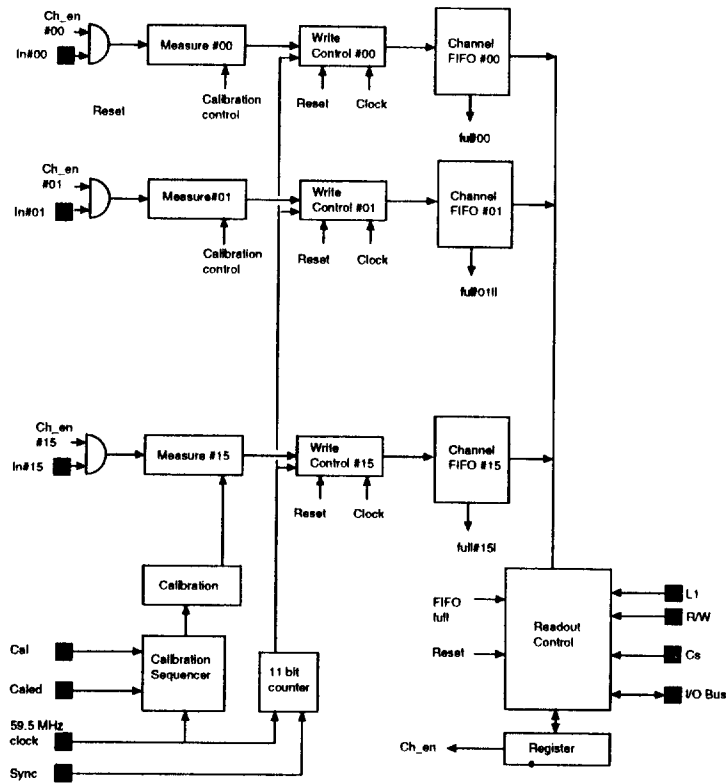 Ch_en
#00
In#00
Measure #00
Write
Control #00
Channel
FIFO #00
Reset
Calibration
control
Reset
Clock
full#00
Ch_en
#01
In#01
Measure#01
Write
Control #01
Channel
FIFO #01
Calibration
control
Reset
Clock
full#01ll
Ch_en
#15
In#15
Measure #15
Write
Control #15
Channel
FIFO #15
Reset
Clock
full#15l
Calibration
Cal
Caled
Calibration
Sequencer
11 bit
counter
59.5 MHz
clock
Sync
FIFO
full
Reset
Readout
Control
L1
R/W
Cs
I/O Bus
Ch_en
Register